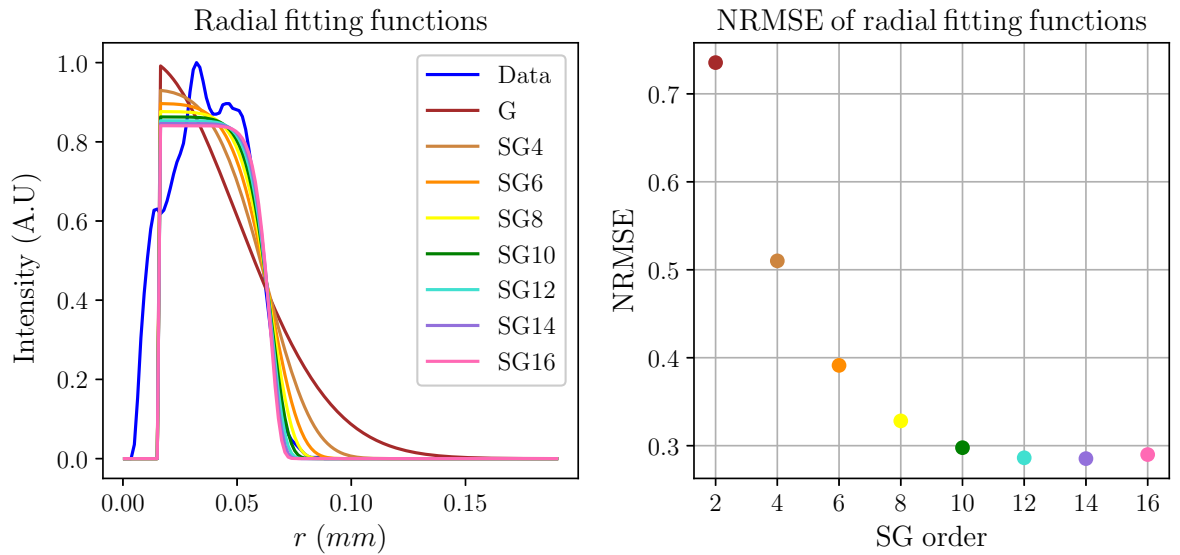 Radial fitting functions
Intensity (A.U)
1.0
0.8
0.6
0.4
0.2
0.0
0.00
0.05
0.10
0.15
r (mm)
Data
G
SG4
SG6
SG8
SG10
SG12
SG14
SG16
NRMSE of radial fitting functions
NRMSE
0.7
0.6
0.5
0.4
0.3
2
4
6
8
10
12
14
16
SG order